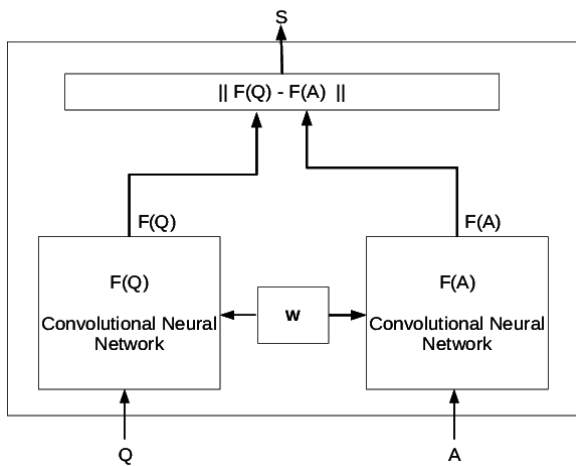 S
|| F(Q) - F(A) ||
F(Q)
F(A)
F(Q)
Convolutional Neural
Network
W
F(A)
Convolutional Neural
Network
Q
A